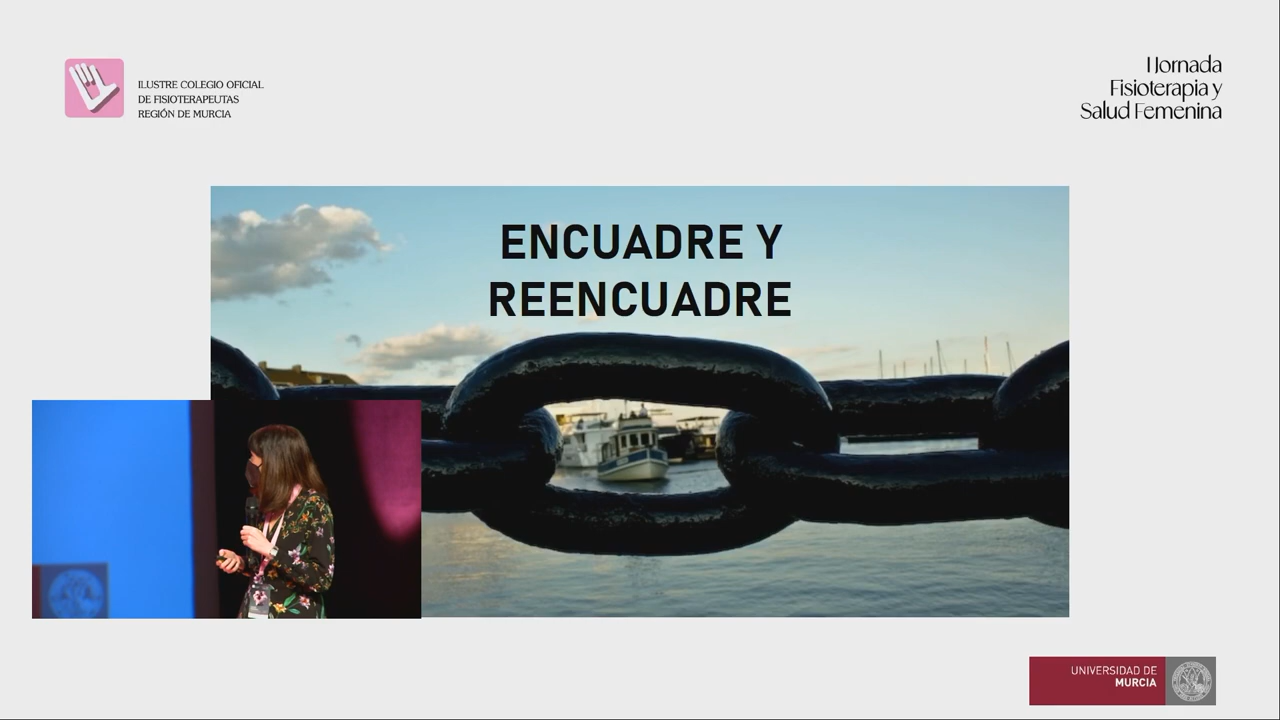 ILUSTRE COLEGIO OFICIAL
DE FISIOTERAPEUTAS
REGIÓN DE MURCIA
I Jornada
Fisioterapia y
Salud Femenina
ENCUADRE Y
REENCUADRE
UNIVERSIDAD DE
MURCIA